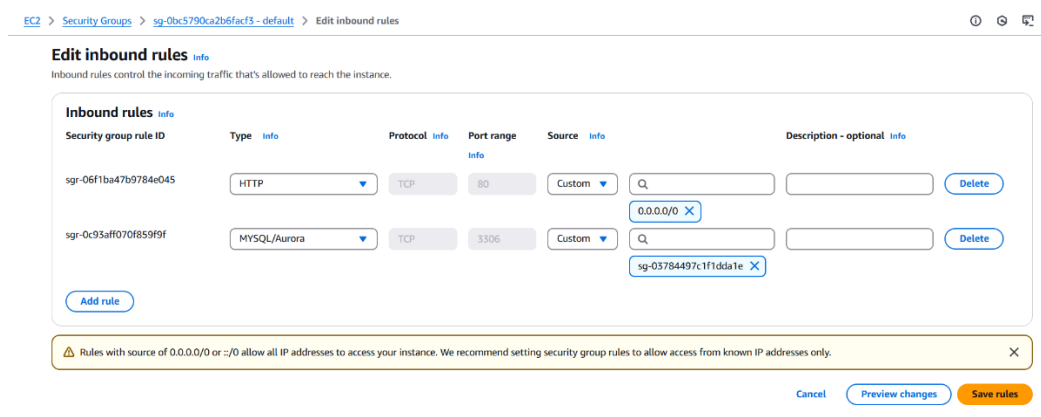 EC2 > Security Groups > sg-0bc5790ca2b6facf3 - default > Edit inbound rules
Edit inbound rules Info
Inbound rules control the incoming traffic that's allowed to reach the instance.
Inbound rules Info
Security group rule ID Type Info Protocol Info Port range Info Source Info Description - optional Info
sgr-06f1ba47b9784e045 HTTP TCP 80 Custom Delete
0.0.0.0/0
sgr-0c93aff070f859f9f MYSQL/Aurora TCP 3306 Custom Delete
sg-03784497c1f1dda1e
Add rule
Rules with source of 0.0.0.0/0 or ::/0 allow all IP addresses to access your instance. We recommend setting security group rules to allow access from known IP addresses only.
Cancel Preview changes Save rules